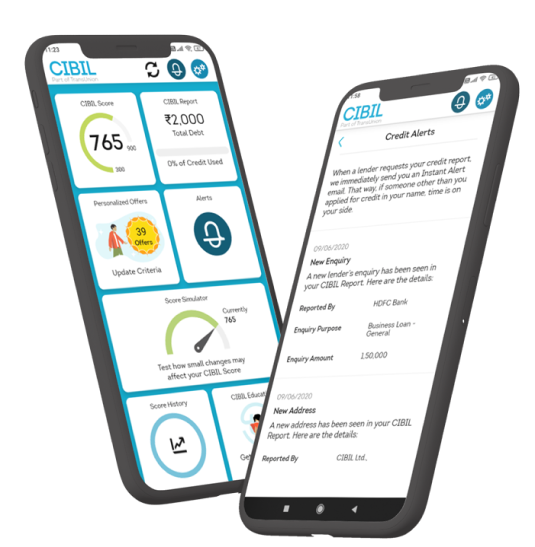 11:23
CIBIL
Part of TransUnion
CIBIL Score
765
900
300
CIBIL Report
₹2,000
Total Debt
0% of Credit Used
Personalized Offers
39
Offers
Update Criteria
Alerts
Score Simulator
Currently
765
Test how small changes may
affect your CIBIL Score
Score History
CIBIL Educat
Ge
1:58
CIBIL
Part of TransUnion
Credit Alerts
When a lender requests your credit report,
we immediately send you an Instant Alert
email. That way, if someone other than you
applied for credit in your name, time is on
your side.
09/06/2020
New Enquiry
A new lender's enquiry has been seen in
your CIBIL Report. Here are the details:
Reported By
HDFC Bank
Enquiry Purpose
Business Loan -
General
Enquiry Amount
1,50,000
09/06/2020
New Address
A new address has been seen in your CIBIL
Report. Here are the details:
Reported By
CIBIL Ltd.,